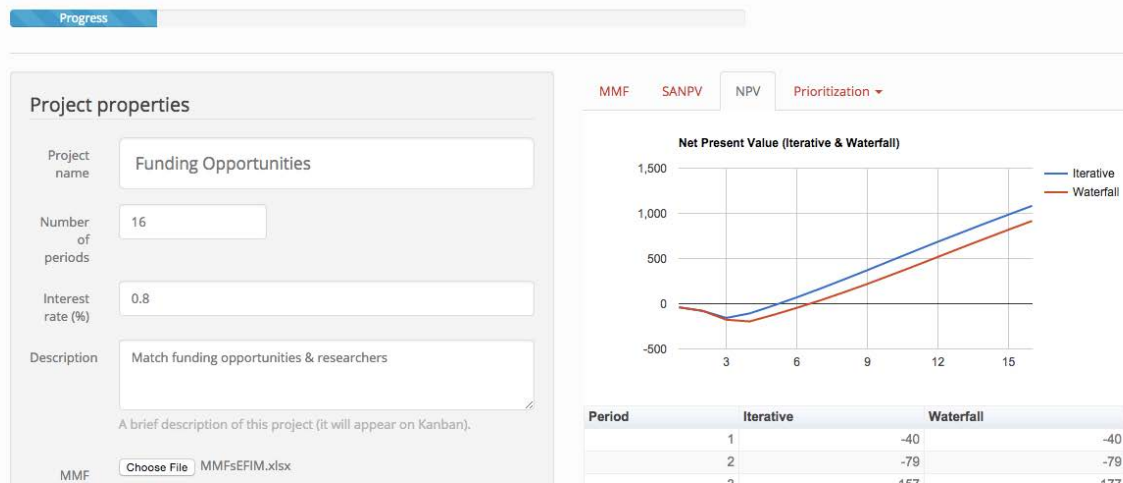 Progress
Project properties
Project
name
Funding Opportunities
Number
of
periods
16
Interest
rate (%)
0.8
Description
Match funding opportunities & researchers
A brief description of this project (it will appear on Kanban).
MMF
Choose File MMFsEFIM.xlsx
MMF SANPV NPV Prioritization
Net Present Value (Iterative & Waterfall)
1,500
1,000
500
0
-500
3 6 9 12 15
Iterative
Waterfall
Period Iterative Waterfall
1 -40 -40
2 -79 -79